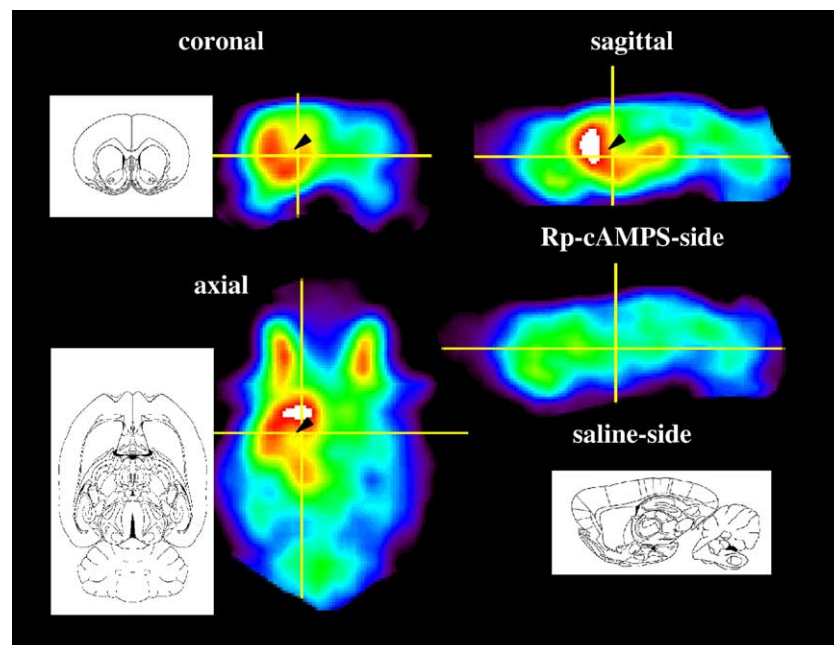 coronal
sagittal
Rp-cAMPS-side
axial
saline-side